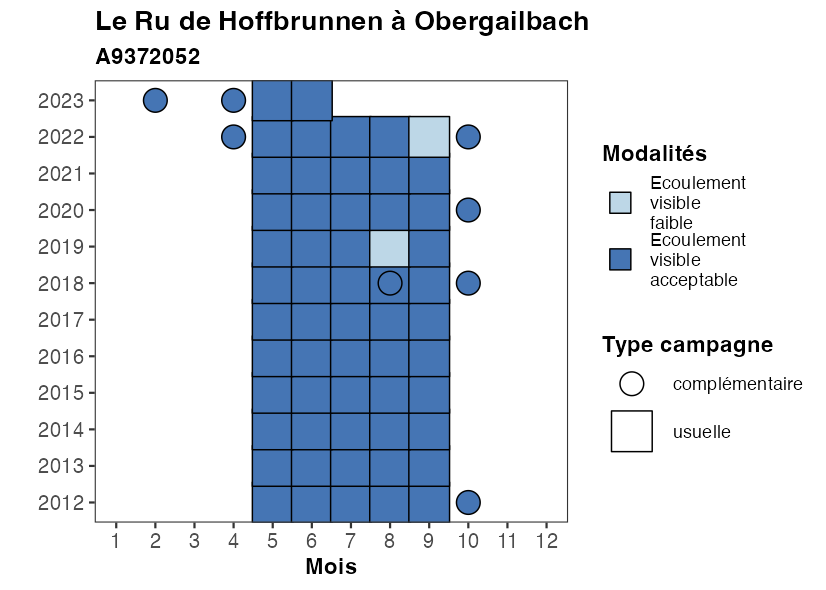 Le Ru de Hoffbrunnen à Obergailbach
A9372052
2023
2022
2021
2020
2019
2018
2017
2016
2015
2014
2013
2012
1 2 3 4 5 6 7 8 9 10 11 12
Mois
Modalités
Ecoulement
visible
faible
Ecoulement
visible
acceptable
Type campagne
complémentaire
usuelle